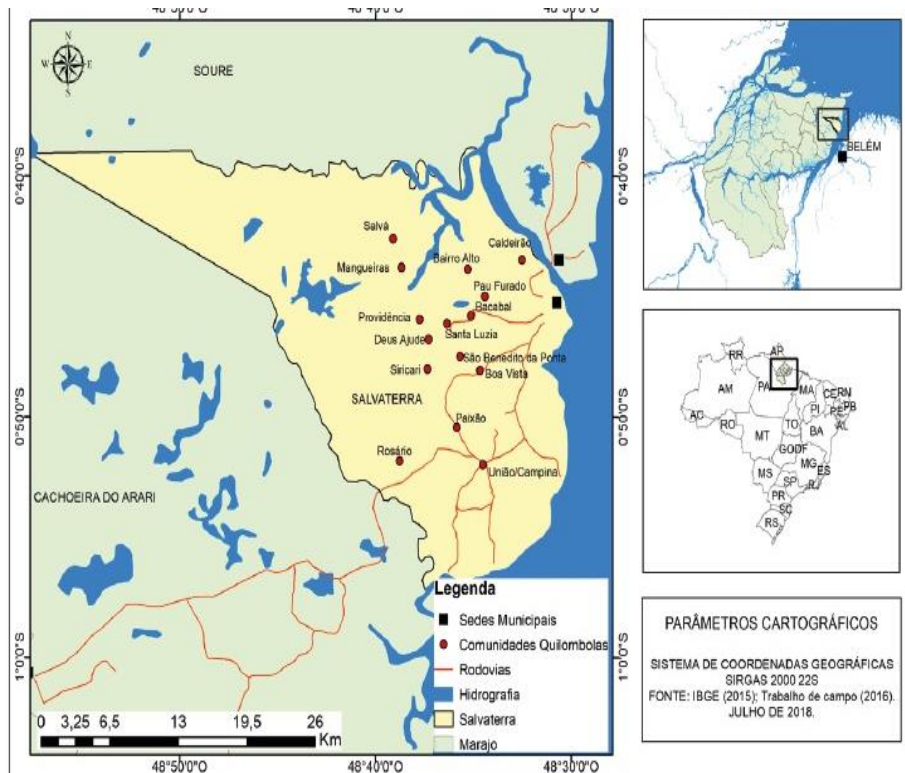 48°50'0"O
48°40'0"O
48°30'0"O
N
W
E
S
SOURE
0°40'0"S
0°40'0"S
Salvá
Caldeirão
Mangueiras
Bairro Alto
Pau Furado
Bacabal
Providência
Santa Luzia
Deus Ajude
São Benedito da Ponta
Siricari
Boa Vista
SALVATERRA
0°50'0"S
0°50'0"S
Paixão
Rosário
União/Campina
CACHOEIRA DO ARARI
Legenda
Sedes Municipais
Comunidades Quilombolas
Rodovias
Hidrografia
Salvaterra
Marajo
1°0'0"S
1°0'0"S
0 3,25 6,5 13 19,5 26
Km
48°50'0"O
48°40'0"O
48°30'0"O
BELÉM
RR
AP
AM
PA
MA
CE
RN
PB
PI
PE
AC
AL
RO
TO
BA
MT
GO
DF
MG
ES
MS
SP
RJ
PR
SC
RS
PARÂMETROS CARTOGRÁFICOS
SISTEMA DE COORDENADAS GEOGRÁFICAS
SIRGAS 2000 22S
FONTE: IBGE (2015); Trabalho de campo (2016).
JULHO DE 2018.